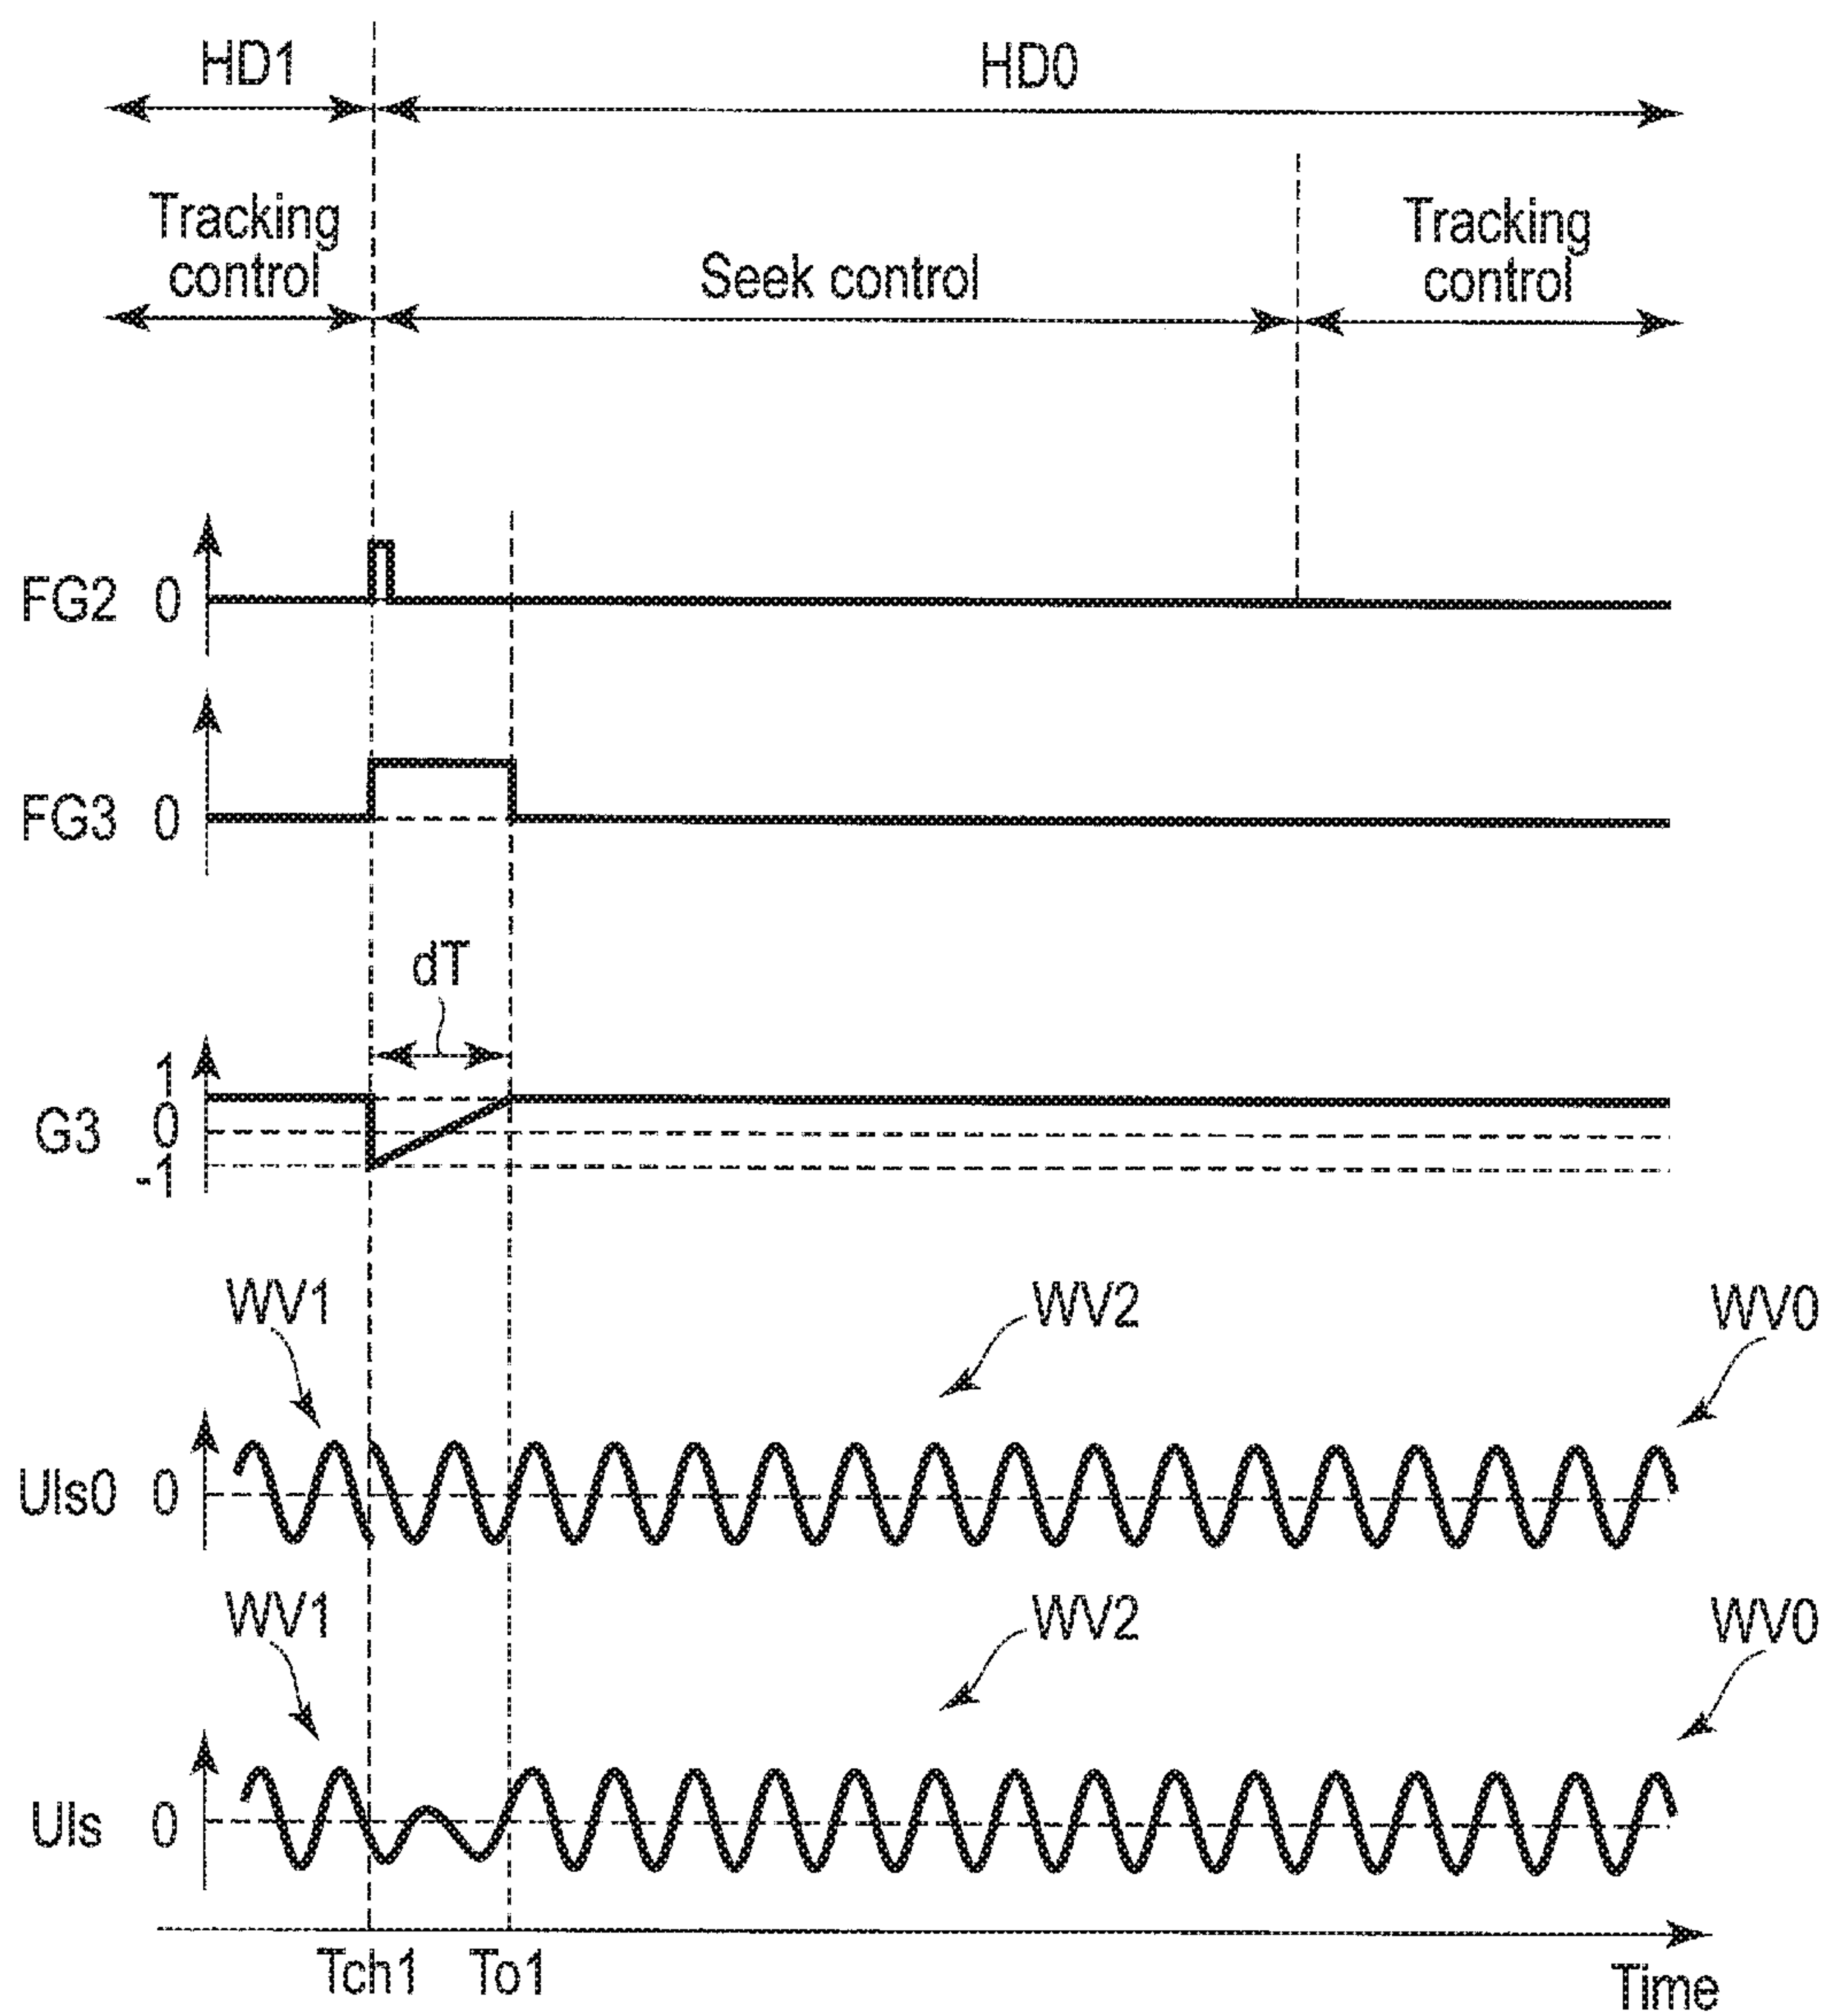 HD1 HD0
Tracking
control
Seek control
Tracking
control
FG2 0
FG3 0
dT
G3
1
0
-1
WV1 WV2 WV0
Uls0 0
WV1 WV2 WV0
Uls 0
Tch1 To1 Time